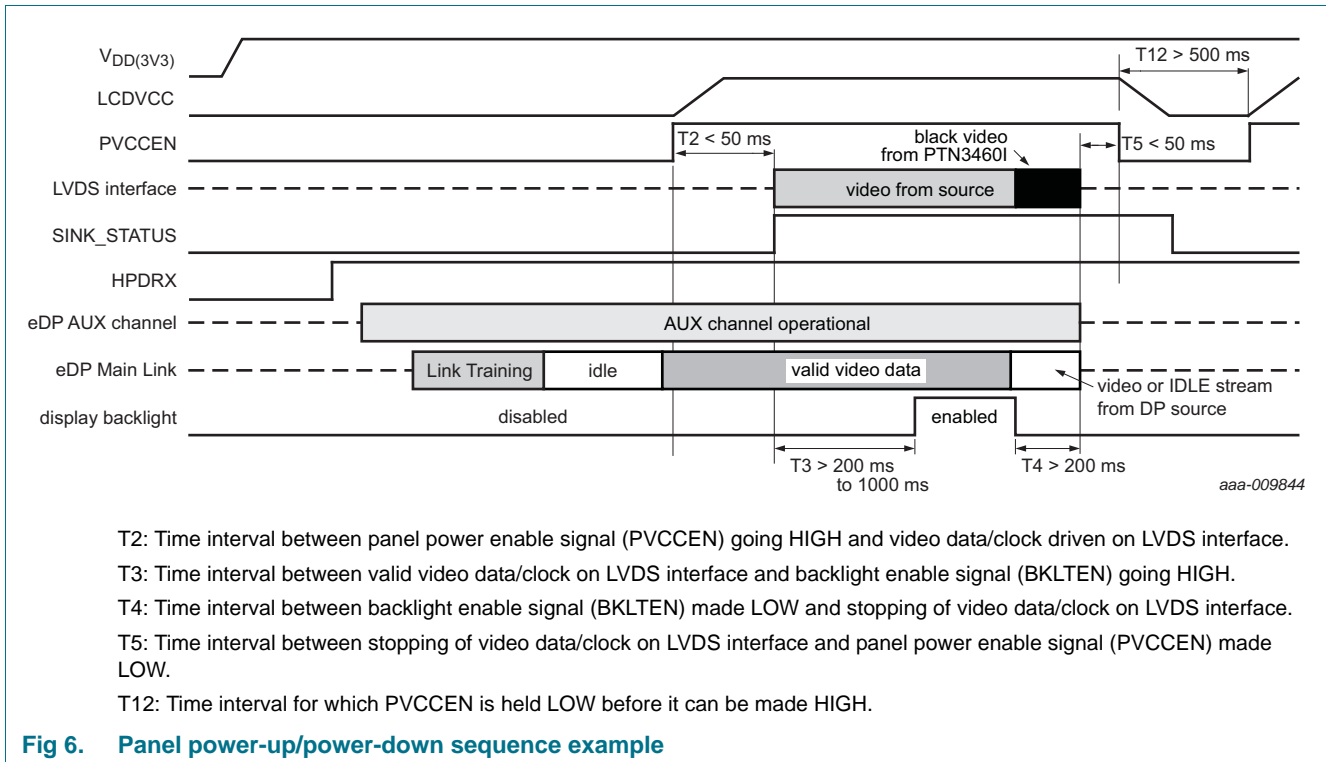 VDD(3V3)
T12 > 500 ms
LCDVCC
PVCCEN
T2 < 50 ms
black video
from PTN3460I
T5 < 50 ms
LVDS interface
video from source
SINK_STATUS
HPDRX
eDP AUX channel
AUX channel operational
eDP Main Link
Link Training
idle
valid video data
video or IDLE stream
from DP source
display backlight
disabled
enabled
T3 > 200 ms
to 1000 ms
T4 > 200 ms
aaa-009844
T2: Time interval between panel power enable signal (PVCCEN) going HIGH and video data/clock driven on LVDS interface.
T3: Time interval between valid video data/clock on LVDS interface and backlight enable signal (BKLTEN) going HIGH.
T4: Time interval between backlight enable signal (BKLTEN) made LOW and stopping of video data/clock on LVDS interface.
T5: Time interval between stopping of video data/clock on LVDS interface and panel power enable signal (PVCCEN) made
LOW.
T12: Time interval for which PVCCEN is held LOW before it can be made HIGH.
Fig 6. Panel power-up/power-down sequence example